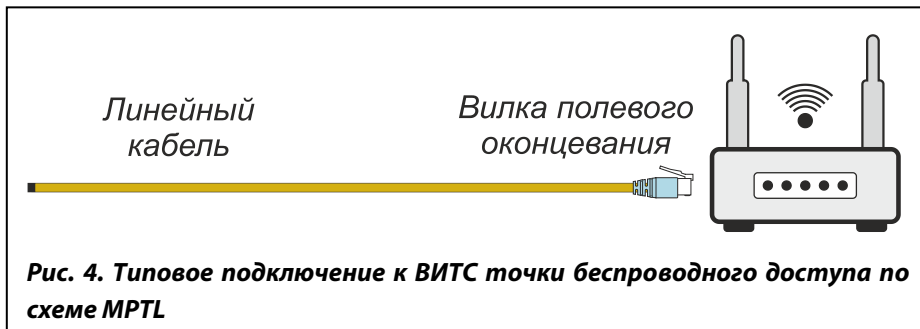 Линейный
кабель
Вилка полевого
оконцевания
Рис. 4. Типовое подключение к ВИТС точки беспроводного доступа по
схеме MPTL